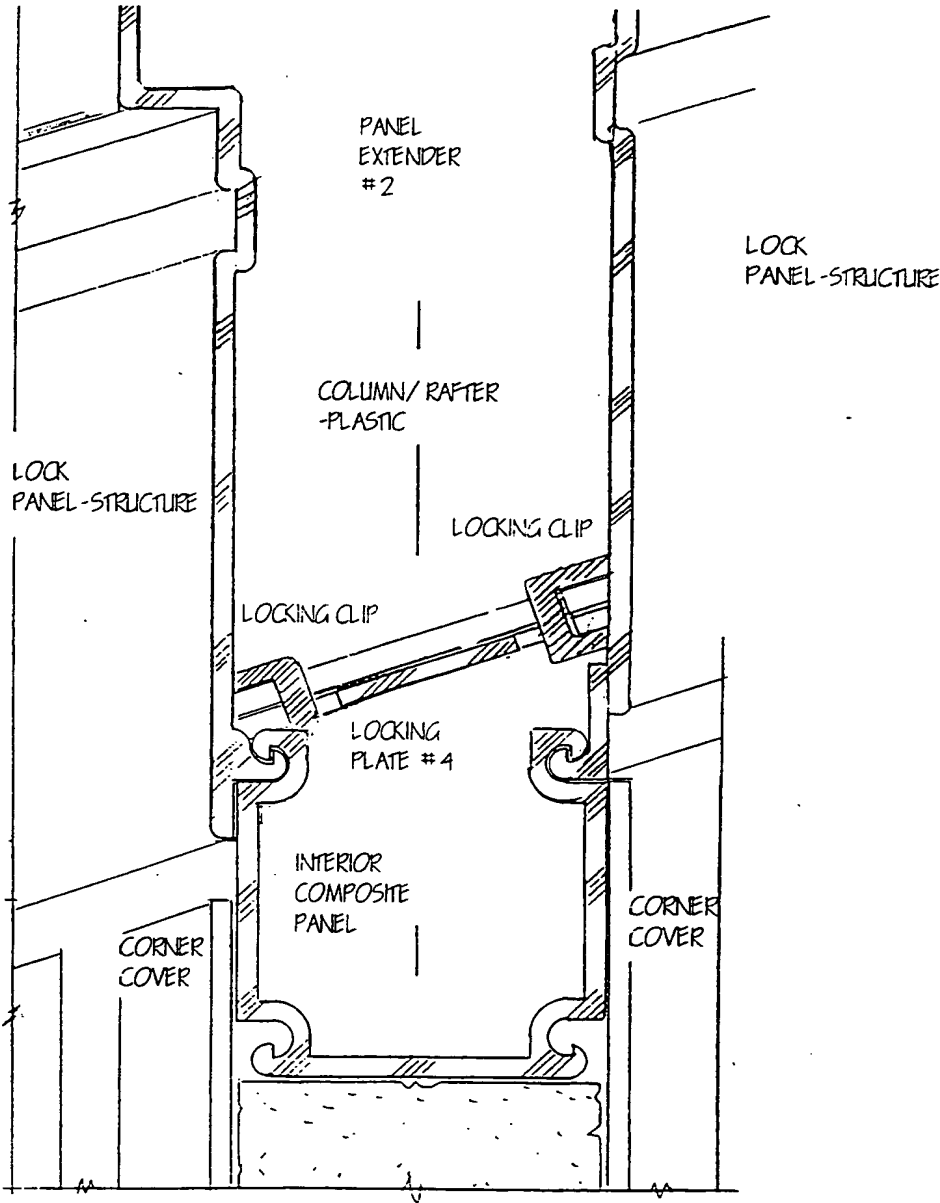 PANEL
EXTENDER
#2
LOCK
PANEL-STRUCTURE
COLUMN/ RAFTER
-PLASTIC
LOCK
PANEL-STRUCTURE
LOCKING CLIP
LOCKING CLIP
LOCKING
PLATE #4
INTERIOR
COMPOSITE
PANEL
CORNER
COVER
CORNER
COVER